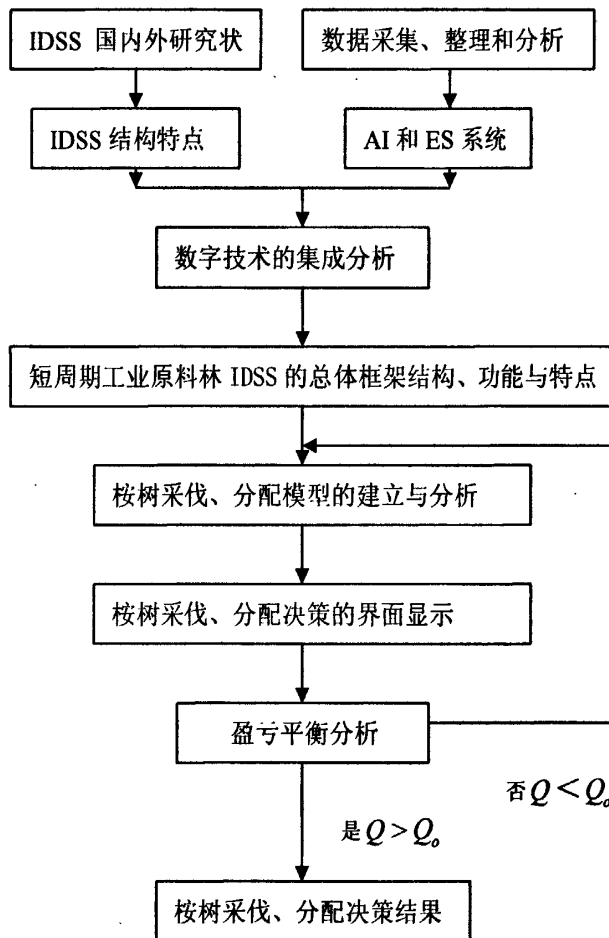 IDSS 国内外研究状
数据采集、整理和分析
IDSS 结构特点
AI 和 ES 系统
数字技术的集成分析
短周期工业原料林 IDSS 的总体框架结构、功能与特点
桉树采伐、分配模型的建立与分析
桉树采伐、分配决策的界面显示
盈亏平衡分析
否 Q < Q₀
是 Q > Q₀
桉树采伐、分配决策结果